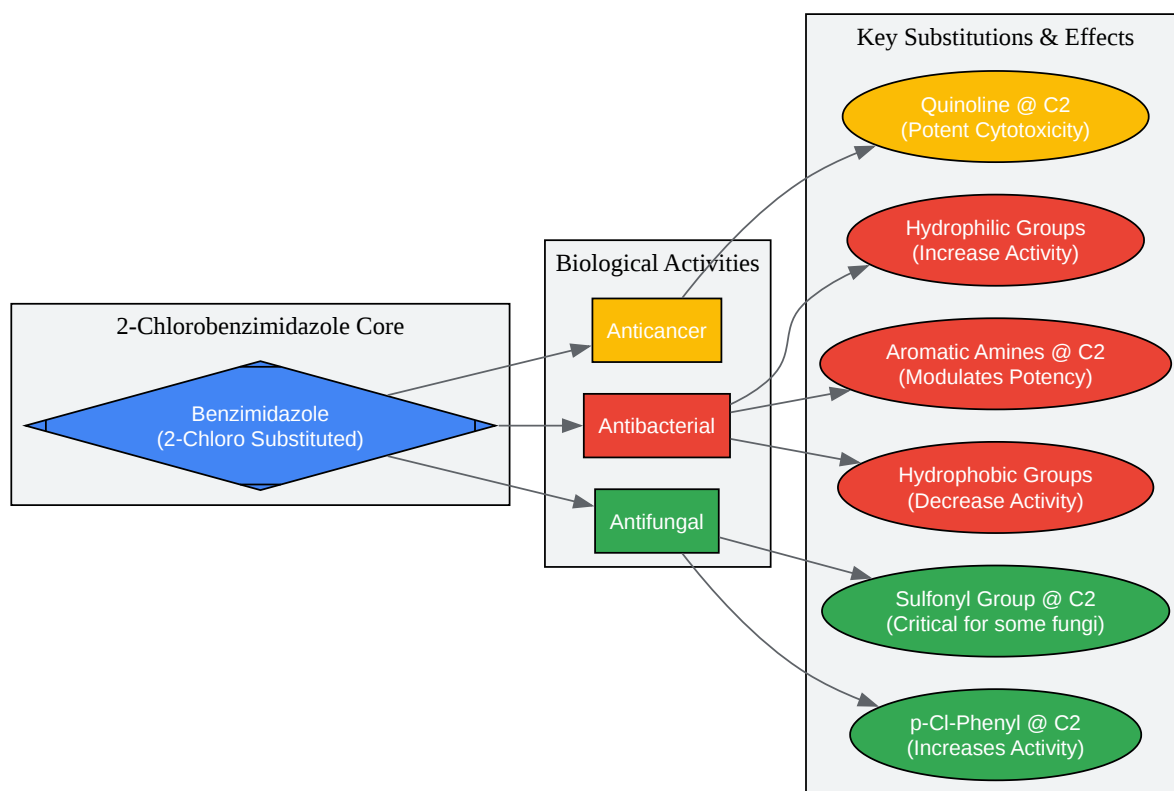 2-Chlorobenzimidazole Core
Benzimidazole
(2-Chloro Substituted)
Biological Activities
Anticancer
Antibacterial
Antifungal
Key Substitutions & Effects
Quinoline @ C2
(Potent Cytotoxicity)
Hydrophilic Groups
(Increase Activity)
Aromatic Amines @ C2
(Modulates Potency)
Hydrophobic Groups
(Decrease Activity)
Sulfonyl Group @ C2
(Critical for some fungi)
p-Cl-Phenyl @ C2
(Increases Activity)